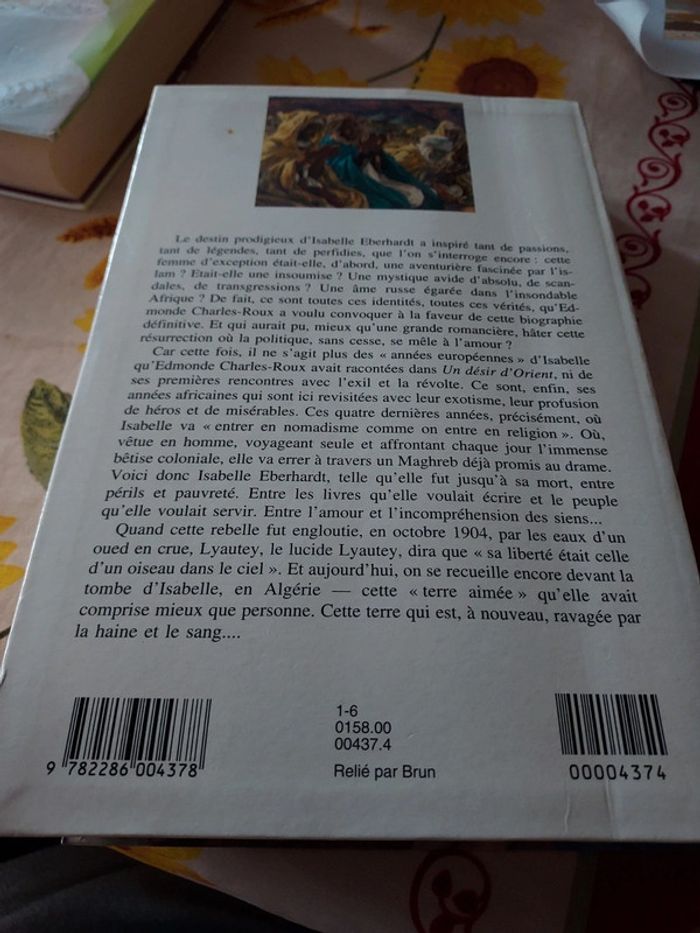 Le destin prodigieux d'Isabelle Eberhardt a inspiré tant de passions,
tant de légendes, tant de perfidies, que l'on s'interroge encore : cette
femme d'exception était-elle, d'abord, une aventurière fascinée par l'is-
lam ? Etait-elle une insoumise ? Une mystique avide d'absolu, de scan-
dales, de transgressions ? Une âme russe égarée dans l'insondable
Afrique ? De fait, ce sont toutes ces identités, toutes ces vérités, qu'Ed-
monde Charles-Roux a voulu convoquer à la faveur de cette biographie
définitive. Et qui aurait pu, mieux qu'une grande romancière, hâter cette
résurrection où la politique, sans cesse, se mêle à l'amour ?
Car cette fois, il ne s'agit plus des « années européennes » d'Isabelle
qu'Edmonde Charles-Roux avait racontées dans Un désir d'Orient, ni de
ses premières rencontres avec l'exil et la révolte. Ce sont, enfin, ses
années africaines qui sont ici revisitées avec leur exotisme, leur profusion
de héros et de misérables. Ces quatre dernières années, précisément, où
Isabelle va « entrer en nomadisme comme on entre en religion ». Où,
vêtue en homme, voyageant seule et affrontant chaque jour l'immense
bêtise coloniale, elle va errer à travers un Maghreb déjà promis au drame.
Voici donc Isabelle Eberhardt, telle qu'elle fut jusqu'à sa mort, entre
périls et pauvreté. Entre les livres qu'elle voulait écrire et le peuple
qu'elle voulait servir. Entre l'amour et l'incompréhension des siens...
Quand cette rebelle fut engloutie, en octobre 1904, par les eaux d'un
oued en crue, Lyautey, le lucide Lyautey, dira que « sa liberté était celle
d'un oiseau dans le ciel ». Et aujourd'hui, on se recueille encore devant la
tombe d'Isabelle, en Algérie — cette « terre aimée » qu'elle avait
comprise mieux que personne. Cette terre qui est, à nouveau, ravagée par
la haine et le sang....
1-6
0158.00
00437.4
Relié par Brun
9 782286 004378
00004374